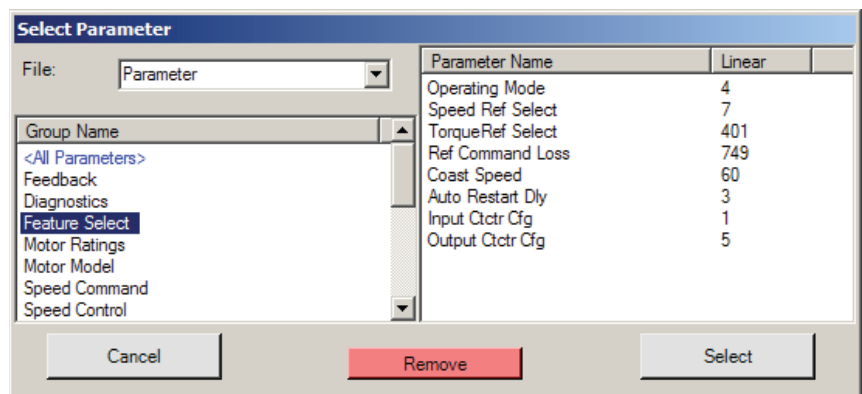 Select Parameter
File:
Parameter
Group Name
<All Parameters>
Feedback
Diagnostics
Feature Select
Motor Ratings
Motor Model
Speed Command
Speed Control
Parameter Name Linear
Operating Mode 4
Speed Ref Select 7
TorqueRef Select 401
Ref Command Loss 749
Coast Speed 60
Auto Restart Dly 3
Input Ctctr Cfg 1
Output Ctctr Cfg 5
Cancel
Remove
Select